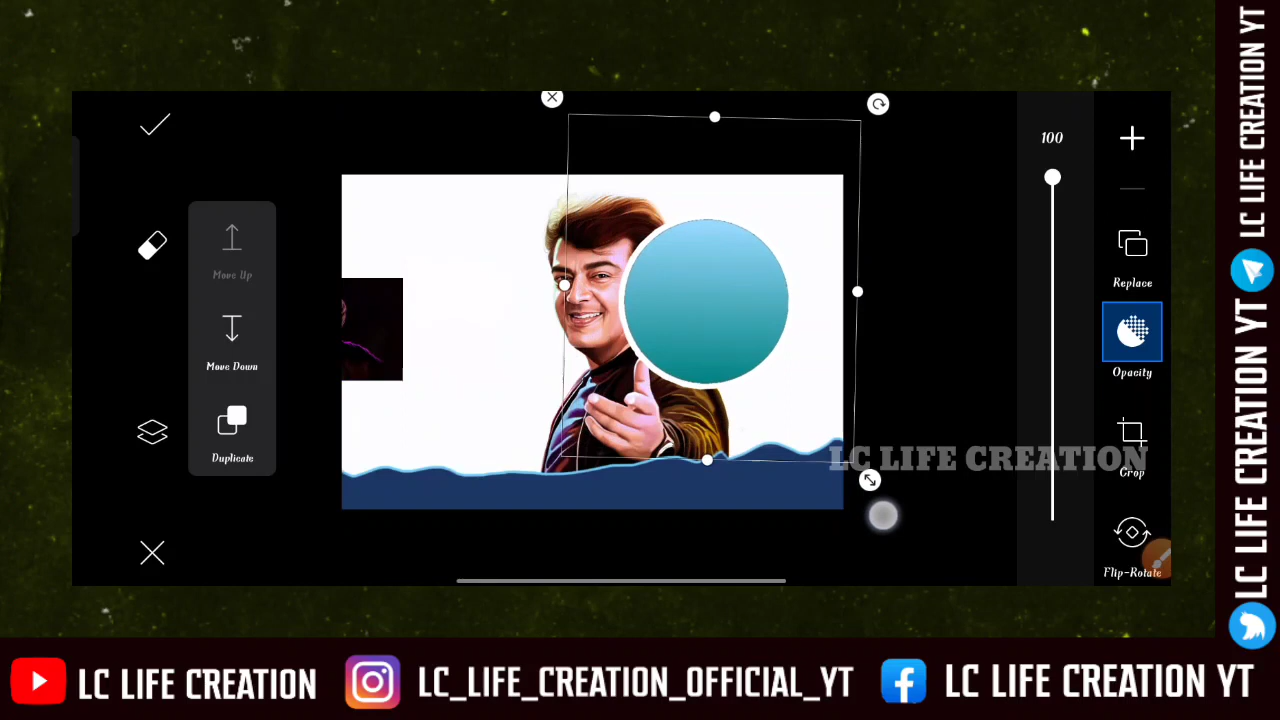 100
Move Up
Move Down
Duplicate
Replace
Opacity
Crop
Flip-Rotate
LC LIFE CREATION
LC LIFE CREATION YT
LC LIFE CREATION YT
LC LIFE CREATION
LC_LIFE_CREATION_OFFICIAL_YT
LC LIFE CREATION YT